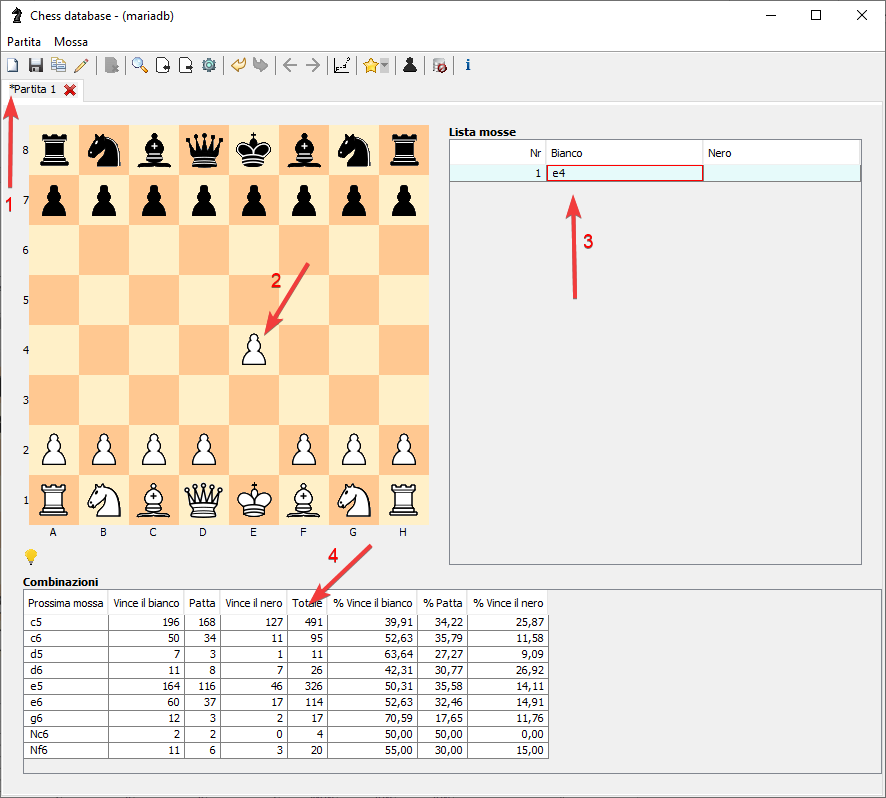 Chess database - (mariadb)
Partita Mossa
i
*Partita 1
1
8
7
6
5
4
3
2
1
A B C D E F G H
2
Lista mosse
Nr Bianco Nero
1 e4
3
4
Combinazioni
Prossima mossa Vince il bianco Patta Vince il nero Totale % Vince il bianco % Patta % Vince il nero
c5 196 168 127 491 39,91 34,22 25,87
c6 50 34 11 95 52,63 35,79 11,58
d5 7 3 1 11 63,64 27,27 9,09
d6 11 8 7 26 42,31 30,77 26,92
e5 164 116 46 326 50,31 35,58 14,11
e6 60 37 17 114 52,63 32,46 14,91
g6 12 3 2 17 70,59 17,65 11,76
Nc6 2 2 0 4 50,00 50,00 0,00
Nf6 11 6 3 20 55,00 30,00 15,00